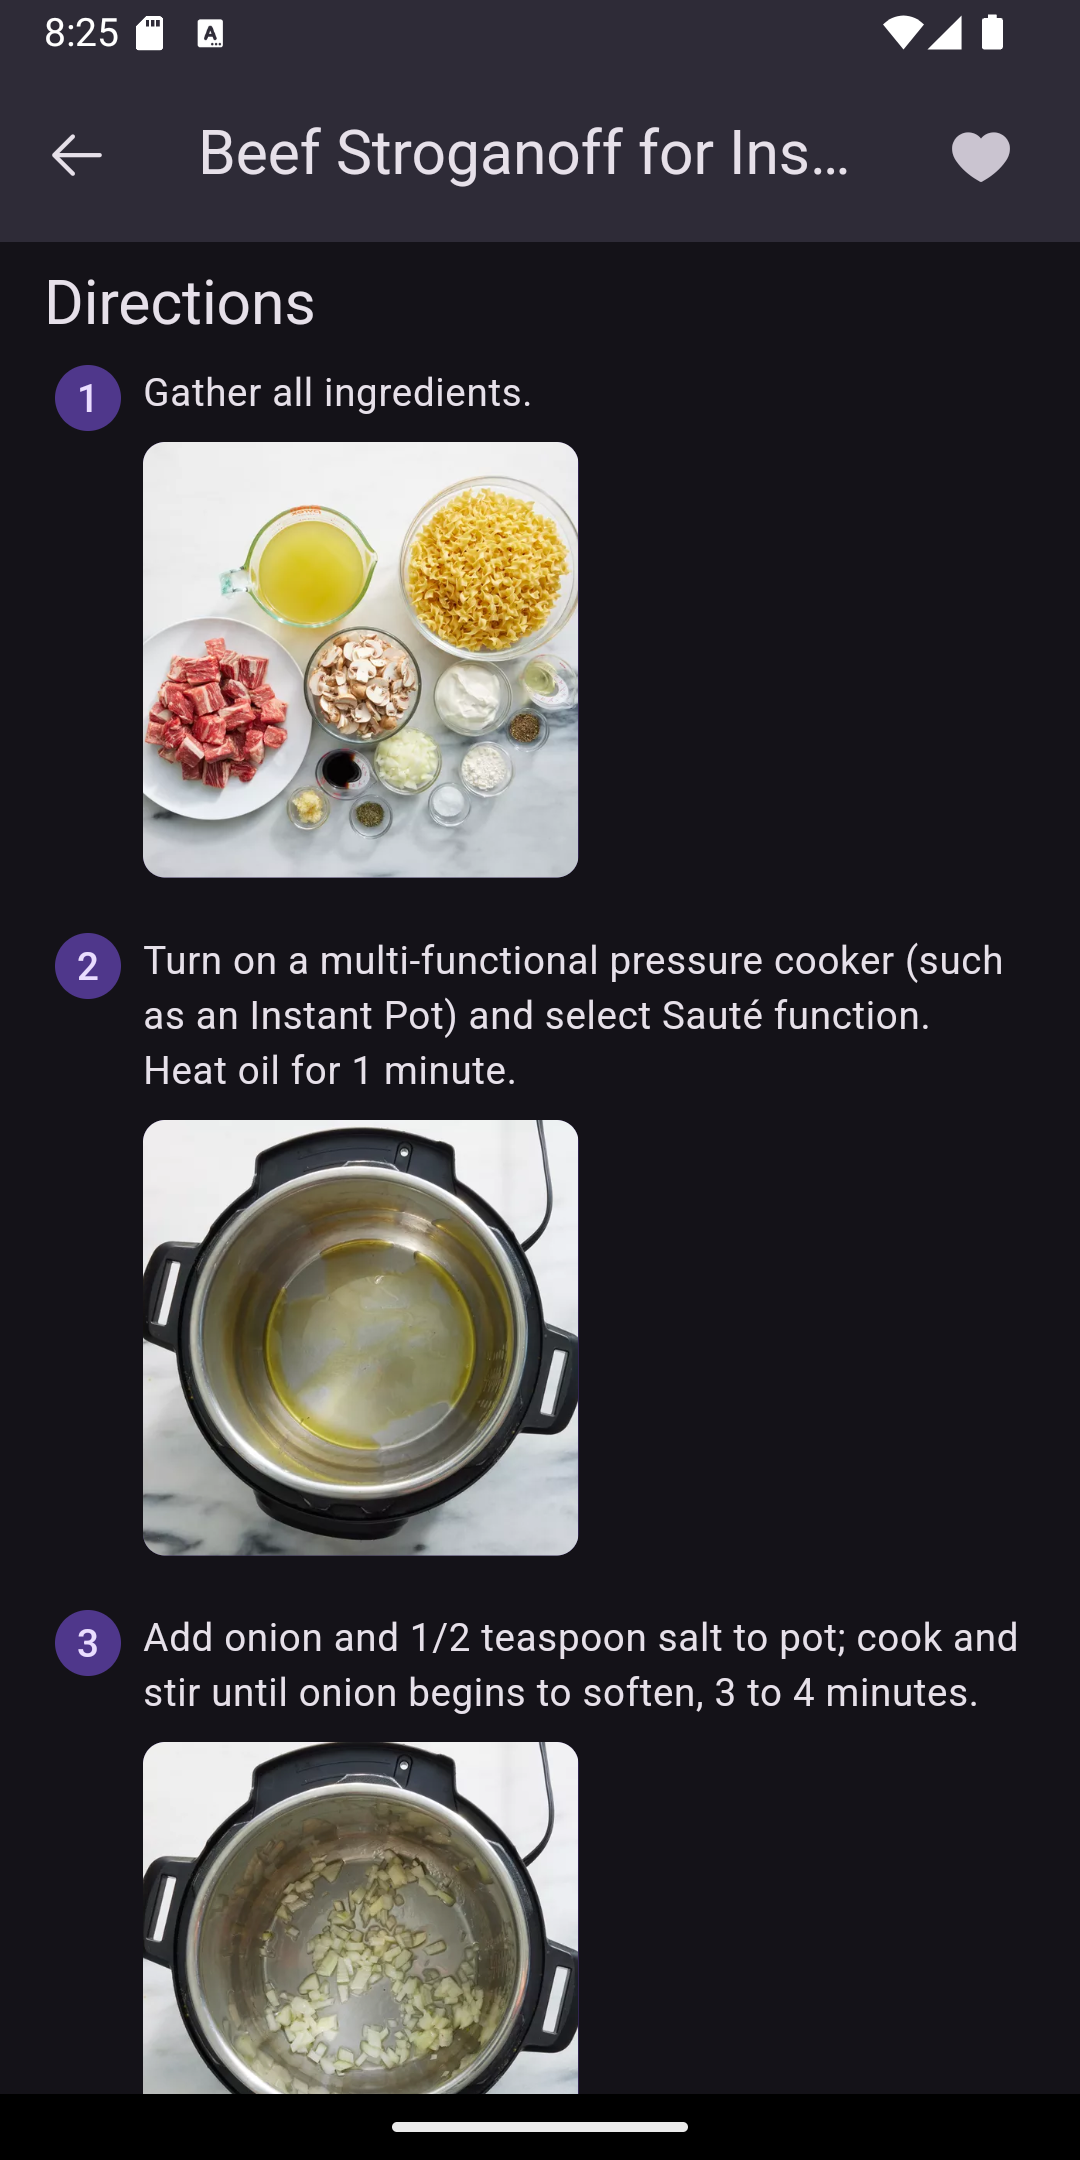 8:25
Beef Stroganoff for Ins...
Directions
1
Gather all ingredients.
2
Turn on a multi-functional pressure cooker (such
as an Instant Pot) and select Sauté function.
Heat oil for 1 minute.
3
Add onion and 1/2 teaspoon salt to pot; cook and
stir until onion begins to soften, 3 to 4 minutes.